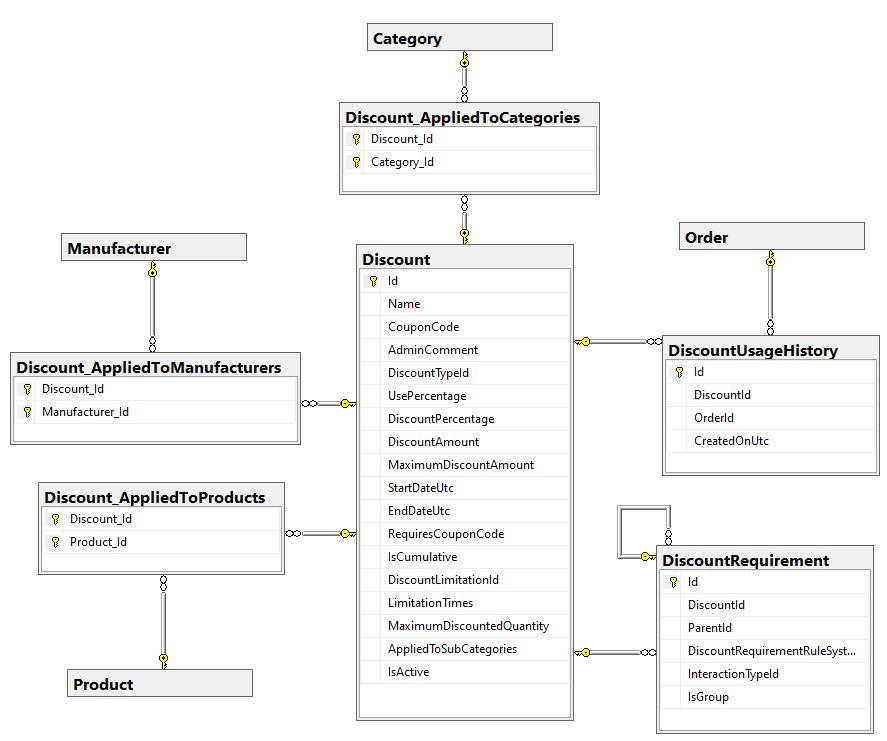 Category
Discount_AppliedToCategories
Discount_Id
Category_Id
Manufacturer
Discount_AppliedToManufacturers
Discount_Id
Manufacturer_Id
Discount_AppliedToProducts
Discount_Id
Product_Id
Product
Discount
Id
Name
CouponCode
AdminComment
DiscountTypeId
UsePercentage
DiscountPercentage
DiscountAmount
MaximumDiscountAmount
StartDateUtc
EndDateUtc
RequiresCouponCode
IsCumulative
DiscountLimitationId
LimitationTimes
MaximumDiscountedQuantity
AppliedToSubCategories
IsActive
Order
DiscountUsageHistory
Id
DiscountId
OrderId
CreatedOnUtc
DiscountRequirement
Id
DiscountId
ParentId
DiscountRequirementRuleSyst...
InteractionTypeId
IsGroup